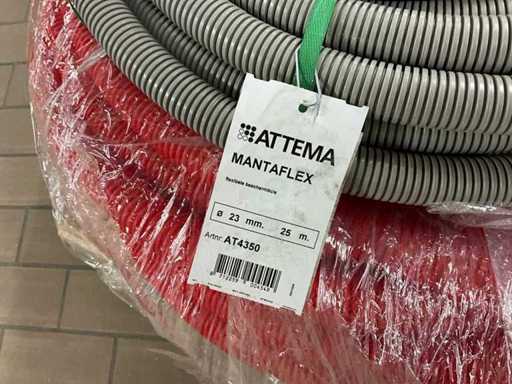 ATTEMA
MANTAFLEX
flexibele beschermbuis
ø 23 mm. 25 m.
Artnr. AT4350